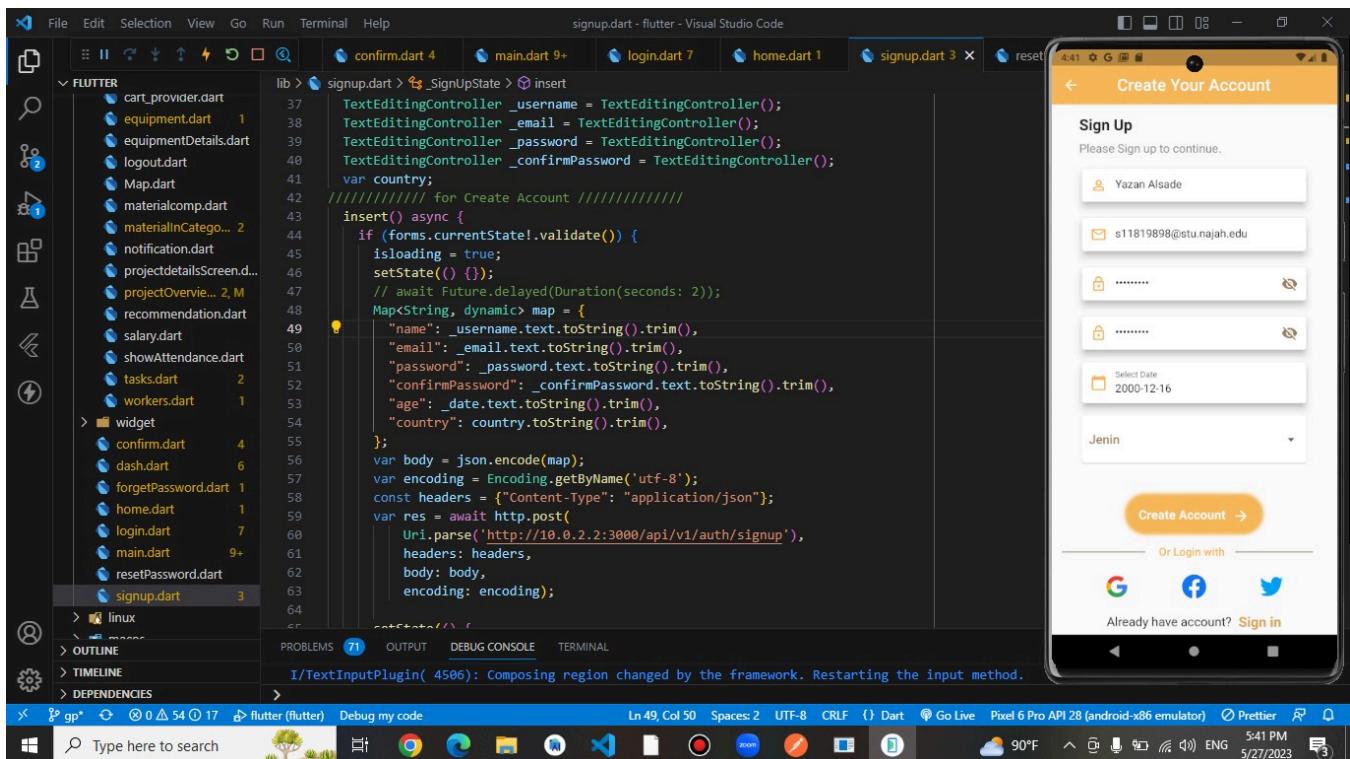 File Edit Selection View Go Run Terminal Help
signup.dart - flutter - Visual Studio Code
confirm.dart 4
main.dart 9+
login.dart 7
home.dart 1
signup.dart 3
reset
FLUTTER
cart_provider.dart
equipment.dart 1
equipmentDetails.dart
logout.dart
Map.dart
materialcomp.dart
materialInCatego... 2
notification.dart
projectdetailsScreen.d...
projectOvervie... 2, M
recommendation.dart
salary.dart
showAttendance.dart
tasks.dart 2
workers.dart 1
widget
confirm.dart 4
dash.dart 6
forgetPassword.dart 1
home.dart 1
login.dart 7
main.dart 9+
resetPassword.dart
signup.dart 3
linux
macos
OUTLINE
TIMELINE
DEPENDENCIES
2
1
lib > signup.dart > _SignUpState > insert
37 TextEditingController _username = TextEditingController();
38 TextEditingController _email = TextEditingController();
39 TextEditingController _password = TextEditingController();
40 TextEditingController _confirmPassword = TextEditingController();
41 var country;
42 ///////////// for Create Account //////////////
43 insert() async {
44 if (forms.currentState!.validate()) {
45 isloading = true;
46 setState(() {});
47 // await Future.delayed(Duration(seconds: 2));
48 Map<String, dynamic> map = {
49 "name": _username.text.toString().trim(),
50 "email": _email.text.toString().trim(),
51 "password": _password.text.toString().trim(),
52 "confirmPassword": _confirmPassword.text.toString().trim(),
53 "age": _date.text.toString().trim(),
54 "country": country.toString().trim(),
55 };
56 var body = json.encode(map);
57 var encoding = Encoding.getByName('utf-8');
58 const headers = {"Content-Type": "application/json"};
59 var res = await http.post(
60 Uri.parse('http://10.0.2.2:3000/api/v1/auth/signup'),
61 headers: headers,
62 body: body,
63 encoding: encoding);
64
65 setState(() {
PROBLEMS 71 OUTPUT DEBUG CONSOLE TERMINAL
I/TextInputPlugin( 4506): Composing region changed by the framework. Restarting the input method.
>
4:41
Create Your Account
Sign Up
Please Sign up to continue.
Yazan Alsade
s11819898@stu.najah.edu
•••••••••
•••••••••
Select Date
2000-12-16
Jenin
Create Account →
Or Login with
Already have account? Sign in
gp* 0 54 17 flutter (flutter) Debug my code
Ln 49, Col 50 Spaces: 2 UTF-8 CRLF {} Dart Go Live Pixel 6 Pro API 28 (android-x86 emulator) Prettier
Type here to search
zoom
90°F
ENG
5:41 PM
5/27/2023
3